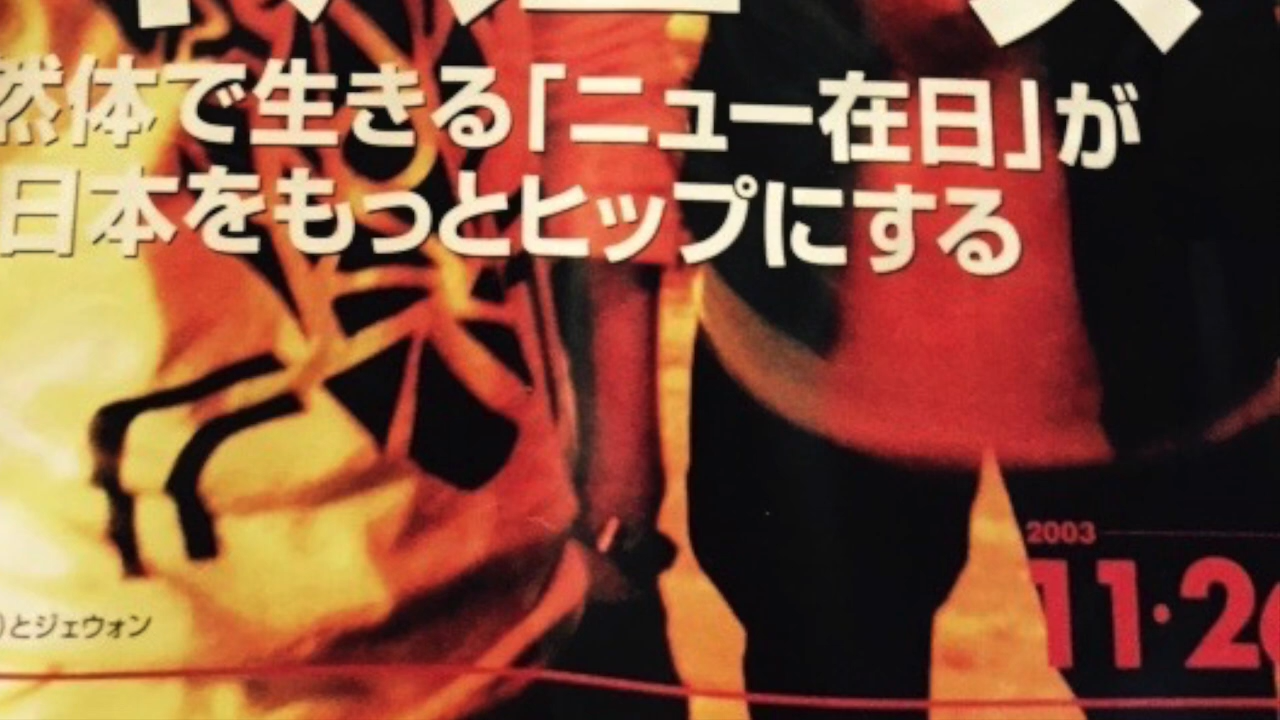 然体で生きる「ニュー在日」が
日本をもっとヒップにする
2003
11・26
)とジェウォン